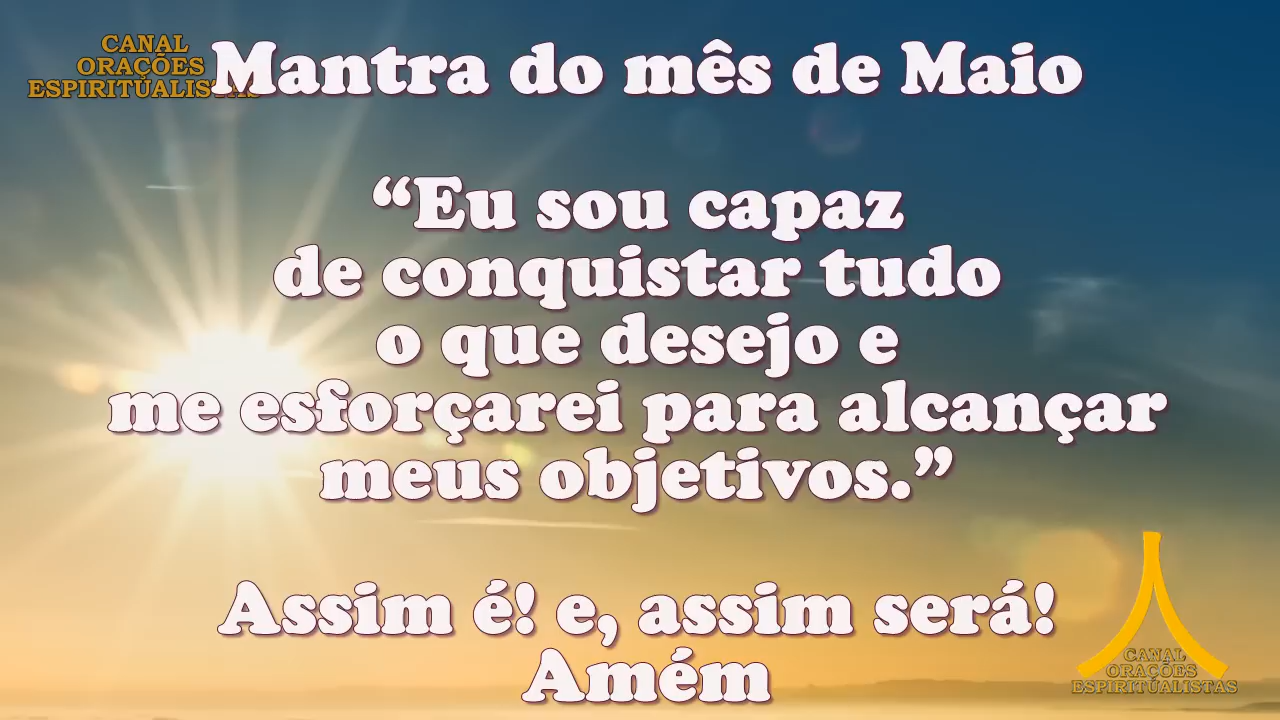 CANAL
ORAÇÕES
ESPIRITUALISTAS
Mantra do mês de Maio
“Eu sou capaz
de conquistar tudo
o que desejo e
me esforçarei para alcançar
meus objetivos.”
Assim é! e, assim será!
Amém
CANAL
ORAÇÕES
ESPIRITUALISTAS